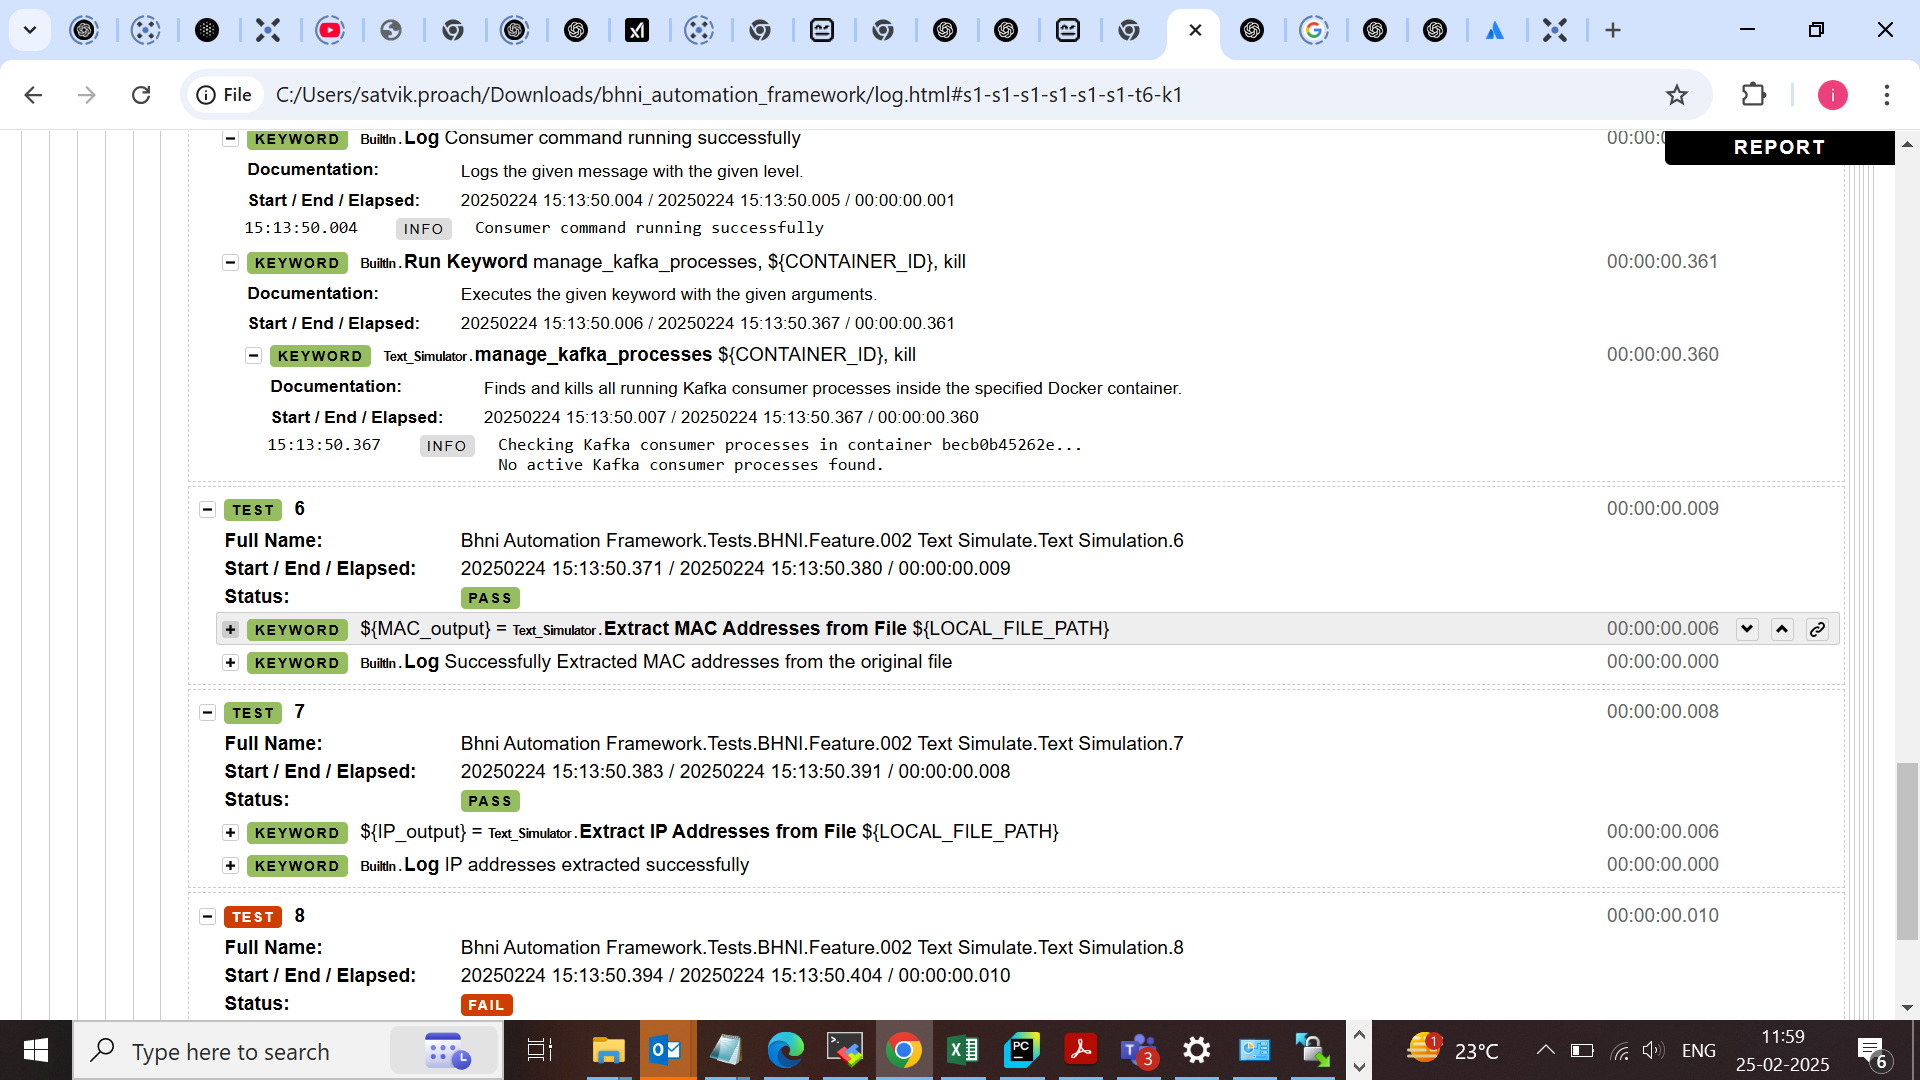 File C:/Users/satvik.proach/Downloads/bhni_automation_framework/log.html#s1-s1-s1-s1-s1-s1-t6-k1
KEYWORD BuiltIn.Log Consumer command running successfully
REPORT
Documentation: Logs the given message with the given level.
Start / End / Elapsed: 20250224 15:13:50.004 / 20250224 15:13:50.005 / 00:00:00.001
15:13:50.004 INFO Consumer command running successfully
KEYWORD BuiltIn.Run Keyword manage_kafka_processes, ${CONTAINER_ID}, kill 00:00:00.361
Documentation: Executes the given keyword with the given arguments.
Start / End / Elapsed: 20250224 15:13:50.006 / 20250224 15:13:50.367 / 00:00:00.361
KEYWORD Text_Simulator.manage_kafka_processes ${CONTAINER_ID}, kill 00:00:00.360
Documentation: Finds and kills all running Kafka consumer processes inside the specified Docker container.
Start / End / Elapsed: 20250224 15:13:50.007 / 20250224 15:13:50.367 / 00:00:00.360
15:13:50.367 INFO Checking Kafka consumer processes in container becb0b45262e...
No active Kafka consumer processes found.
TEST 6 00:00:00.009
Full Name: Bhni Automation Framework.Tests.BHNI.Feature.002 Text Simulate.Text Simulation.6
Start / End / Elapsed: 20250224 15:13:50.371 / 20250224 15:13:50.380 / 00:00:00.009
Status: PASS
KEYWORD ${MAC_output} = Text_Simulator.Extract MAC Addresses from File ${LOCAL_FILE_PATH} 00:00:00.006
KEYWORD BuiltIn.Log Successfully Extracted MAC addresses from the original file 00:00:00.000
TEST 7 00:00:00.008
Full Name: Bhni Automation Framework.Tests.BHNI.Feature.002 Text Simulate.Text Simulation.7
Start / End / Elapsed: 20250224 15:13:50.383 / 20250224 15:13:50.391 / 00:00:00.008
Status: PASS
KEYWORD ${IP_output} = Text_Simulator.Extract IP Addresses from File ${LOCAL_FILE_PATH} 00:00:00.006
KEYWORD BuiltIn.Log IP addresses extracted successfully 00:00:00.000
TEST 8 00:00:00.010
Full Name: Bhni Automation Framework.Tests.BHNI.Feature.002 Text Simulate.Text Simulation.8
Start / End / Elapsed: 20250224 15:13:50.394 / 20250224 15:13:50.404 / 00:00:00.010
Status: FAIL
Type here to search 23°C ENG 11:59
25-02-2025